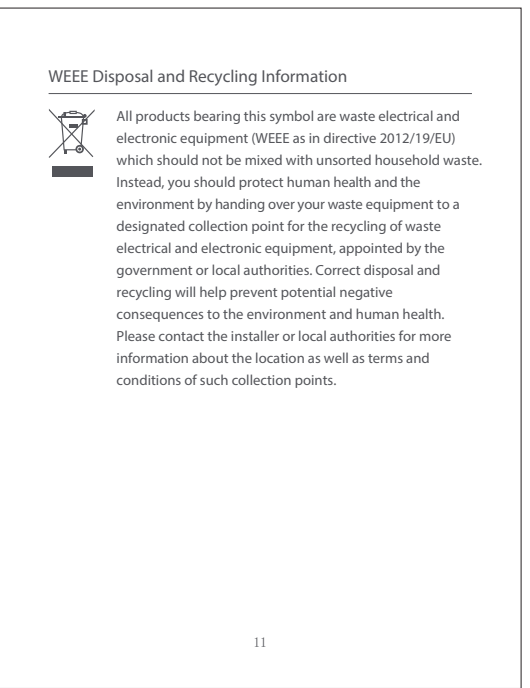 WEEE Disposal and Recycling Information
All products bearing this symbol are waste electrical and
electronic equipment (WEEE as in directive 2012/19/EU)
which should not be mixed with unsorted household waste.
Instead, you should protect human health and the
environment by handing over your waste equipment to a
designated collection point for the recycling of waste
electrical and electronic equipment, appointed by the
government or local authorities. Correct disposal and
recycling will help prevent potential negative
consequences to the environment and human health.
Please contact the installer or local authorities for more
information about the location as well as terms and
conditions of such collection points.
11